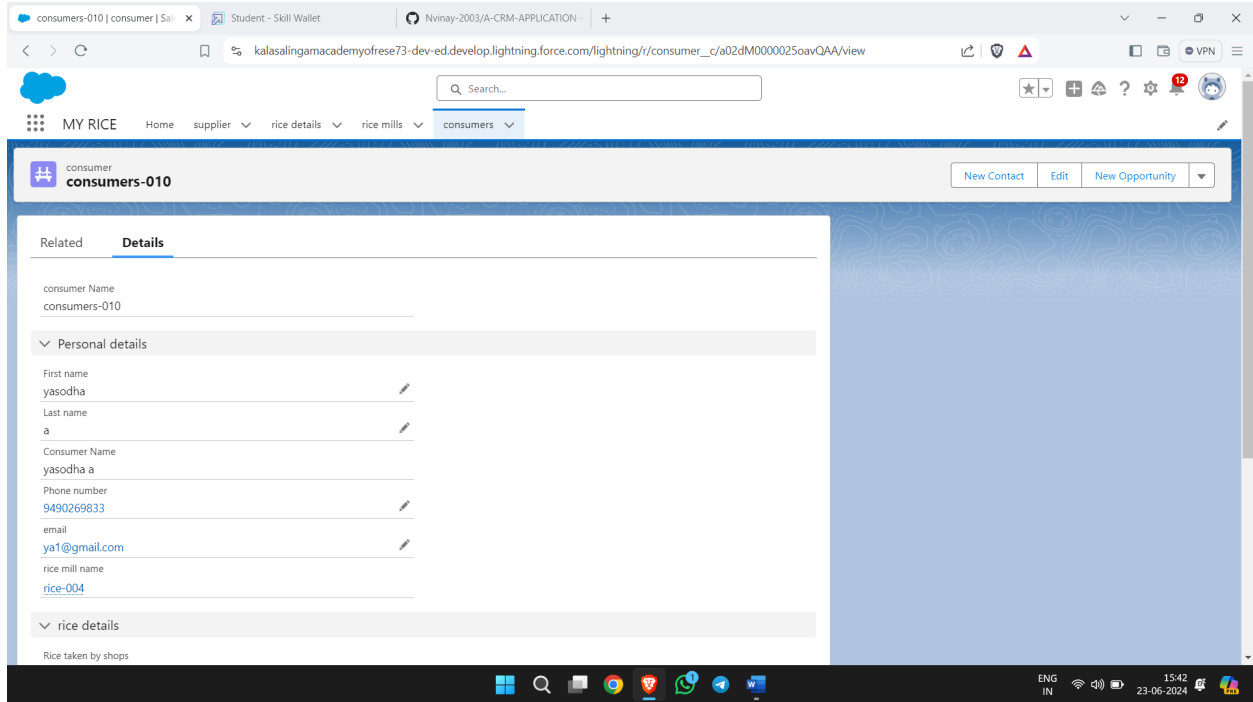 consumers-010 | consumer | Sal
Student - Skill Wallet
Nvinay-2003/A-CRM-APPLICATION-
kalasalingamacademyofrese73-dev-ed.develop.lightning.force.com/lightning/r/consumer__c/a02dM0000025oavQAA/view
VPN
Search...
12
MY RICE
Home
supplier
rice details
rice mills
consumers
consumer
consumers-010
New Contact
Edit
New Opportunity
Related
Details
consumer Name
consumers-010
Personal details
First name
yasodha
Last name
a
Consumer Name
yasodha a
Phone number
9490269833
email
ya1@gmail.com
rice mill name
rice-004
rice details
Rice taken by shops
1
W
ENG
IN
15:42
23-06-2024
PRE